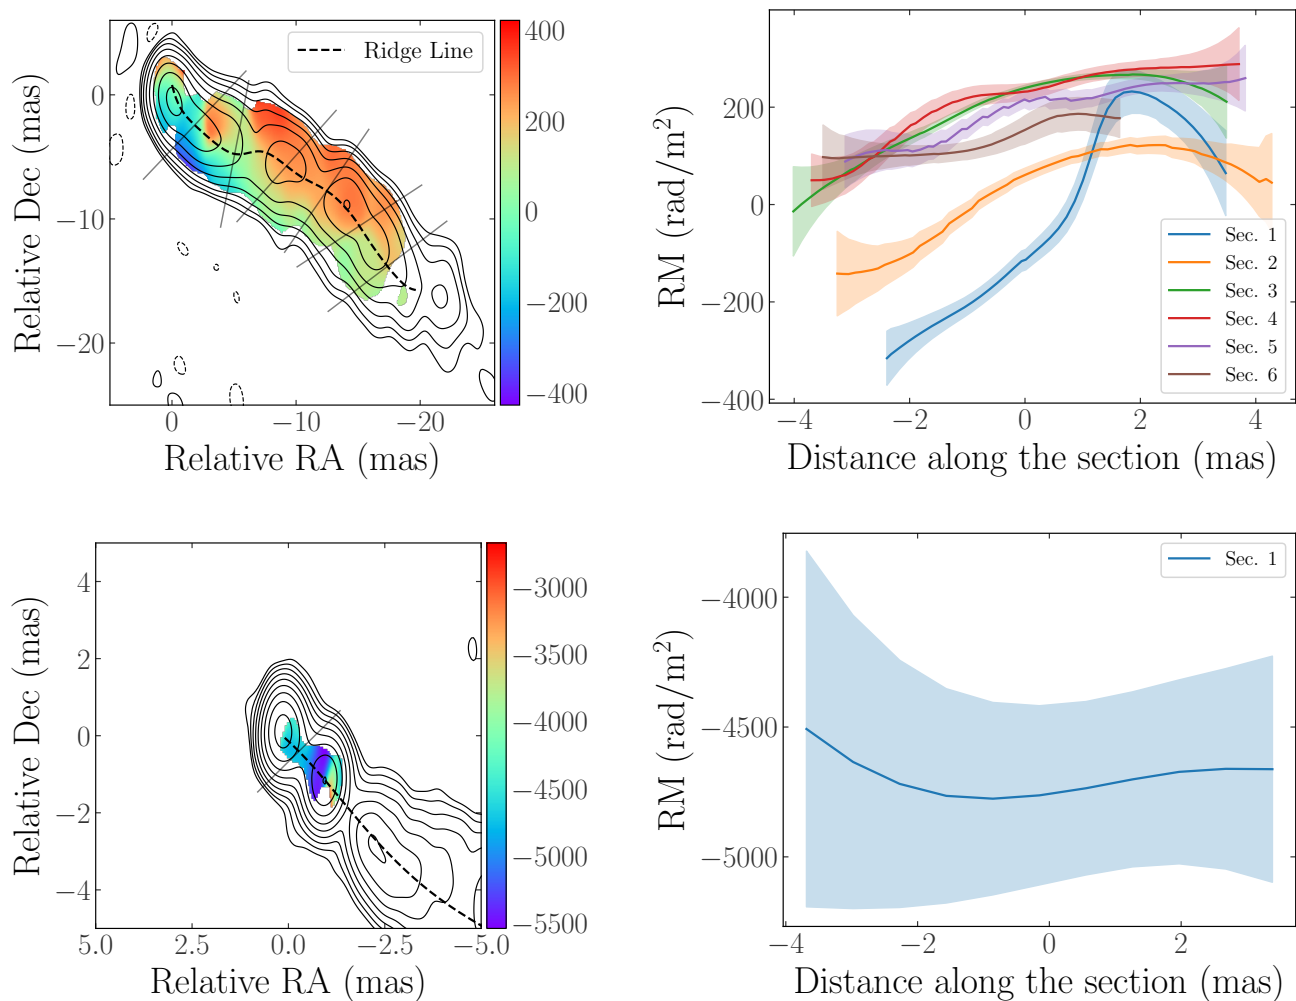 Ridge Line
0
−10
−20
Relative Dec (mas)
0
−10
−20
Relative RA (mas)
400
200
0
−200
−400
200
0
−200
−400
RM (rad/m²)
−4
−2
0
2
4
Distance along the section (mas)
Sec. 1
Sec. 2
Sec. 3
Sec. 4
Sec. 5
Sec. 6
4
2
0
−2
−4
Relative Dec (mas)
5.0
2.5
0.0
−2.5
−5.0
Relative RA (mas)
−3000
−3500
−4000
−4500
−5000
−5500
Sec. 1
−4000
−4500
−5000
RM (rad/m²)
−4
−2
0
2
Distance along the section (mas)